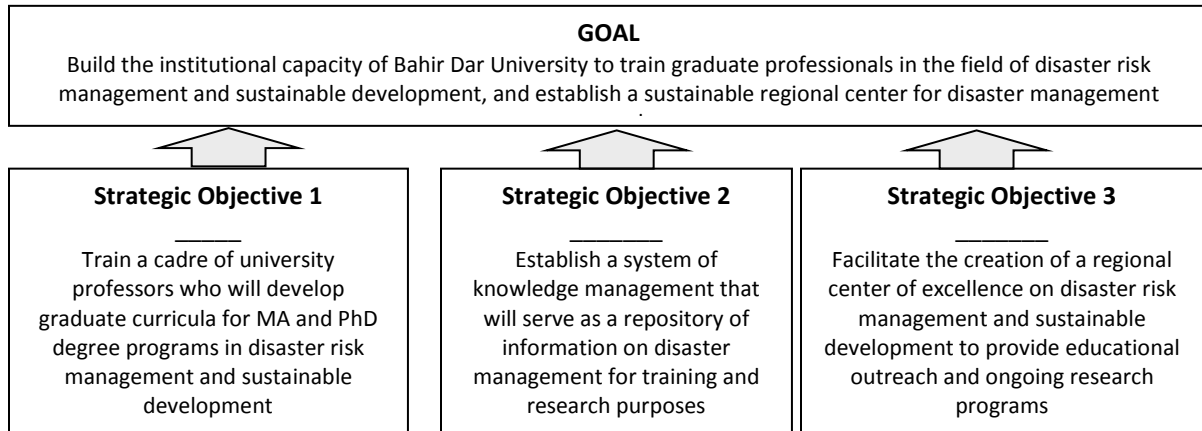 GOAL
Build the institutional capacity of Bahir Dar University to train graduate professionals in the field of disaster risk
management and sustainable development, and establish a sustainable regional center for disaster management
.
Strategic Objective 1
_____
Train a cadre of university
professors who will develop
graduate curricula for MA and PhD
degree programs in disaster risk
management and sustainable
development
Strategic Objective 2
_______
Establish a system of
knowledge management that
will serve as a repository of
information on disaster
management for training and
research purposes
Strategic Objective 3
_______
Facilitate the creation of a regional
center of excellence on disaster risk
management and sustainable
development to provide educational
outreach and ongoing research
programs